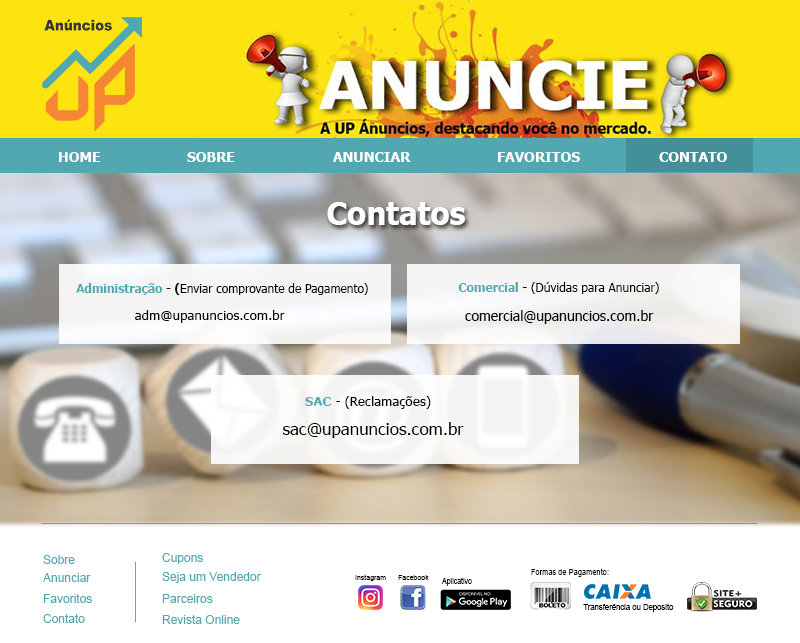 Anúncios
UP
ANUNCIE
A UP Ánuncios, destacando você no mercado.
HOME SOBRE ANUNCIAR FAVORITOS CONTATO
Contatos
Administração - (Enviar comprovante de Pagamento)
adm@upanuncios.com.br
Comercial - (Dúvidas para Anunciar)
comercial@upanuncios.com.br
SAC - (Reclamações)
sac@upanuncios.com.br
Sobre
Anunciar
Favoritos
Contato
Cupons
Seja um Vendedor
Parceiros
Revista Online
Instagram
Facebook
Aplicativo
DISPONÍVEL NO
Google Play
Formas de Pagamento:
BOLETO
CAIXA
Transferência ou Deposito
SITE+
SEGURO